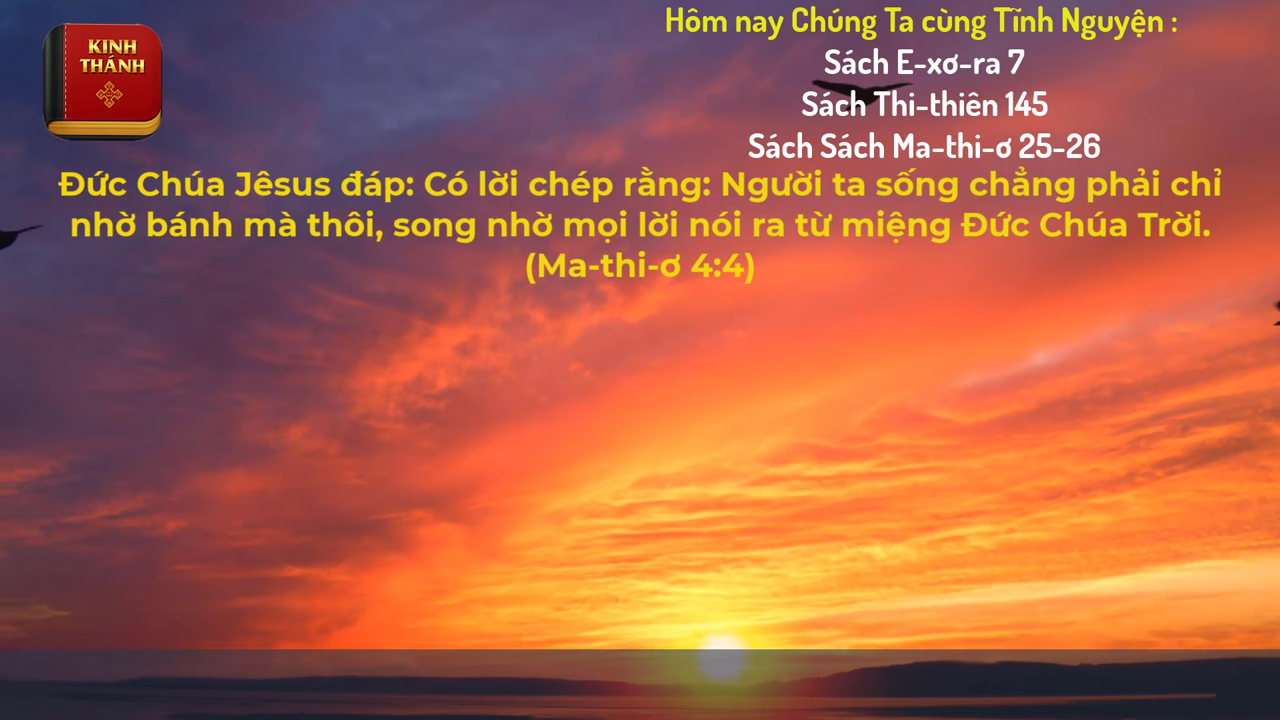 KINH
THÁNH
Hôm nay Chúng Ta cùng Tĩnh Nguyện :
Sách E-xơ-ra 7
Sách Thi-thiên 145
Sách Sách Ma-thi-ơ 25-26
Đức Chúa Jêsus đáp: Có lời chép rằng: Người ta sống chẳng phải chỉ
nhờ bánh mà thôi, song nhờ mọi lời nói ra từ miệng Đức Chúa Trời.
(Ma-thi-ơ 4:4)